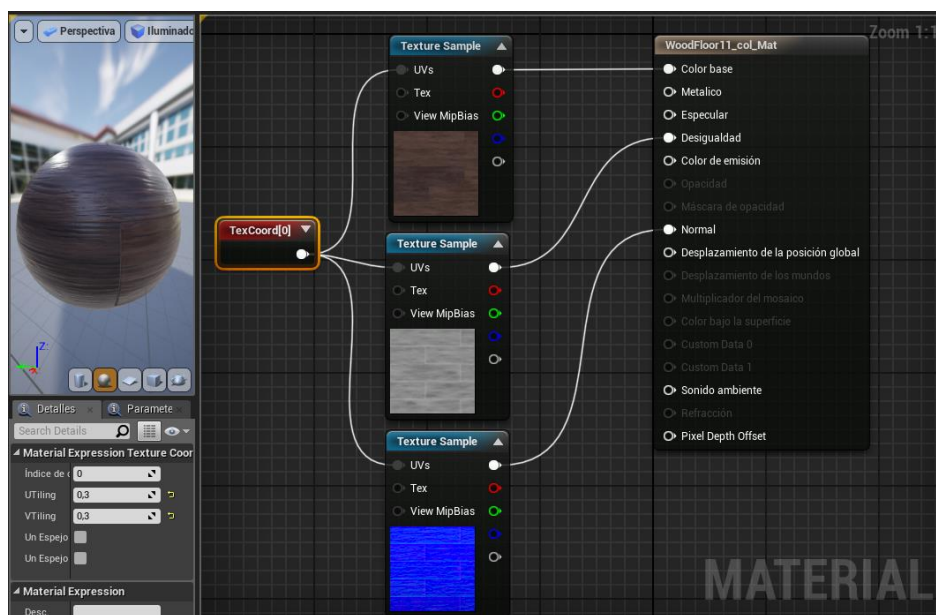 Perspectiva
Iluminado
Zoom 1:1
Texture Sample
UVs
Tex
View MipBias
TexCoord[0]
Texture Sample
UVs
Tex
View MipBias
Texture Sample
UVs
Tex
View MipBias
WoodFloor11_col_Mat
Color base
Metalico
Especular
Desigualdad
Color de emisión
Opacidad
Máscara de opacidad
Normal
Desplazamiento de la posición global
Desplazamiento de los mundos
Multiplicador del mosaico
Color bajo la superficie
Custom Data 0
Custom Data 1
Sonido ambiente
Refracción
Pixel Depth Offset
MATERIAL
Z
Detalles
Paramete
Search Details
Material Expression Texture Coor
Índice de c 0
UTiling 0,3
VTiling 0,3
Un Espejo
Un Espejo
Material Expression
Desc